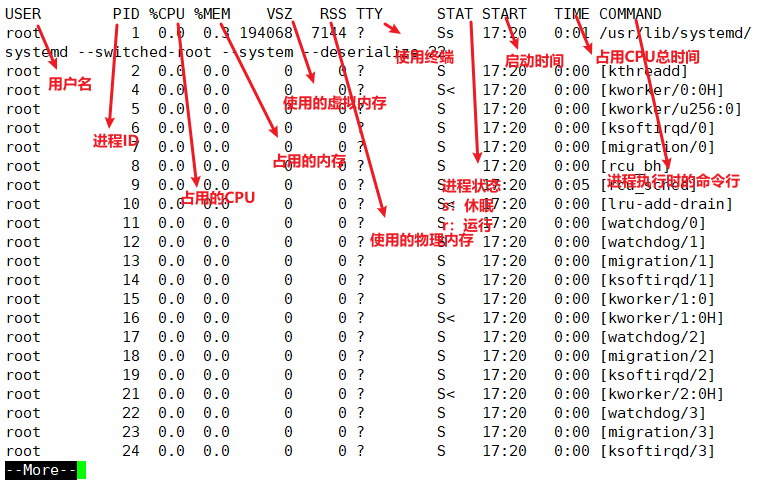 USER PID %CPU %MEM VSZ RSS TTY STAT START TIME COMMAND
root 1 0.0 0.3 194068 7144 ? Ss 17:20 0:01 /usr/lib/systemd/
systemd --switched-root --system --deserialize 22
使用终端
启动时间
占用CPU总时间
root 2 0.0 0.0 0 0 ? S 17:20 0:00 [kthreadd]
用户名
root 4 0.0 0.0 0 0 ? S< 17:20 0:00 [kworker/0:0H]
使用的虚拟内存
root 5 0.0 0.0 0 0 ? S 17:20 0:00 [kworker/u256:0]
root 6 0.0 0.0 0 0 ? S 17:20 0:00 [ksoftirqd/0]
进程ID
root 7 0.0 0.0 0 0 ? S 17:20 0:00 [migration/0]
占用的内存
root 8 0.0 0.0 0 0 ? S 17:20 0:00 [rcu_bh]
进程执行时的命令行
进程状态
root 9 0.0 0.0 0 0 ? S 17:20 0:05 [rcu_sched]
占用的CPU
s：休眠
root 10 0.0 0.0 0 0 ? S< 17:20 0:00 [lru-add-drain]
r：运行
root 11 0.0 0.0 0 0 ? S 17:20 0:00 [watchdog/0]
使用的物理内存
root 12 0.0 0.0 0 0 ? S 17:20 0:00 [watchdog/1]
root 13 0.0 0.0 0 0 ? S 17:20 0:00 [migration/1]
root 14 0.0 0.0 0 0 ? S 17:20 0:00 [ksoftirqd/1]
root 15 0.0 0.0 0 0 ? S 17:20 0:00 [kworker/1:0]
root 16 0.0 0.0 0 0 ? S< 17:20 0:00 [kworker/1:0H]
root 17 0.0 0.0 0 0 ? S 17:20 0:00 [watchdog/2]
root 18 0.0 0.0 0 0 ? S 17:20 0:00 [migration/2]
root 19 0.0 0.0 0 0 ? S 17:20 0:00 [ksoftirqd/2]
root 21 0.0 0.0 0 0 ? S< 17:20 0:00 [kworker/2:0H]
root 22 0.0 0.0 0 0 ? S 17:20 0:00 [watchdog/3]
root 23 0.0 0.0 0 0 ? S 17:20 0:00 [migration/3]
root 24 0.0 0.0 0 0 ? S 17:20 0:00 [ksoftirqd/3]
--More--